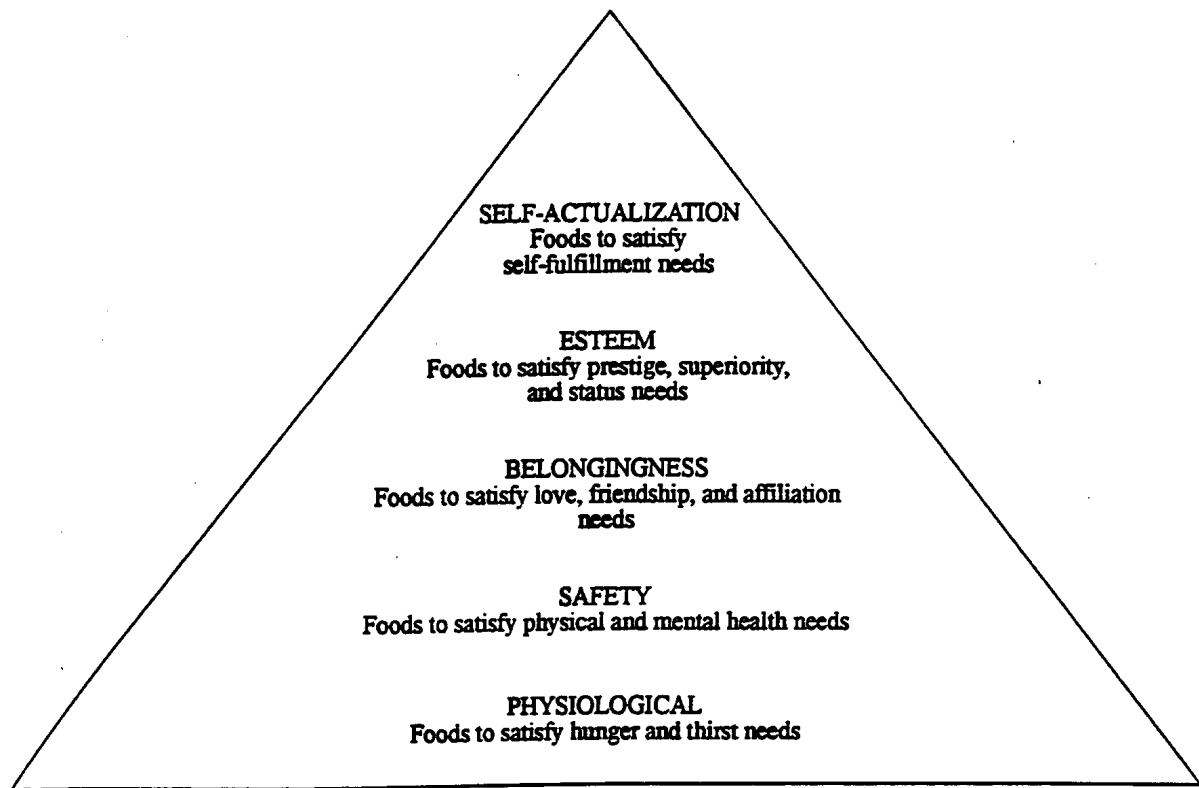 SELF-ACTUALIZATION
Foods to satisfy
self-fulfillment needs
ESTEEM
Foods to satisfy prestige, superiority,
and status needs
BELONGINGNESS
Foods to satisfy love, friendship, and affiliation
needs
SAFETY
Foods to satisfy physical and mental health needs
PHYSIOLOGICAL
Foods to satisfy hunger and thirst needs